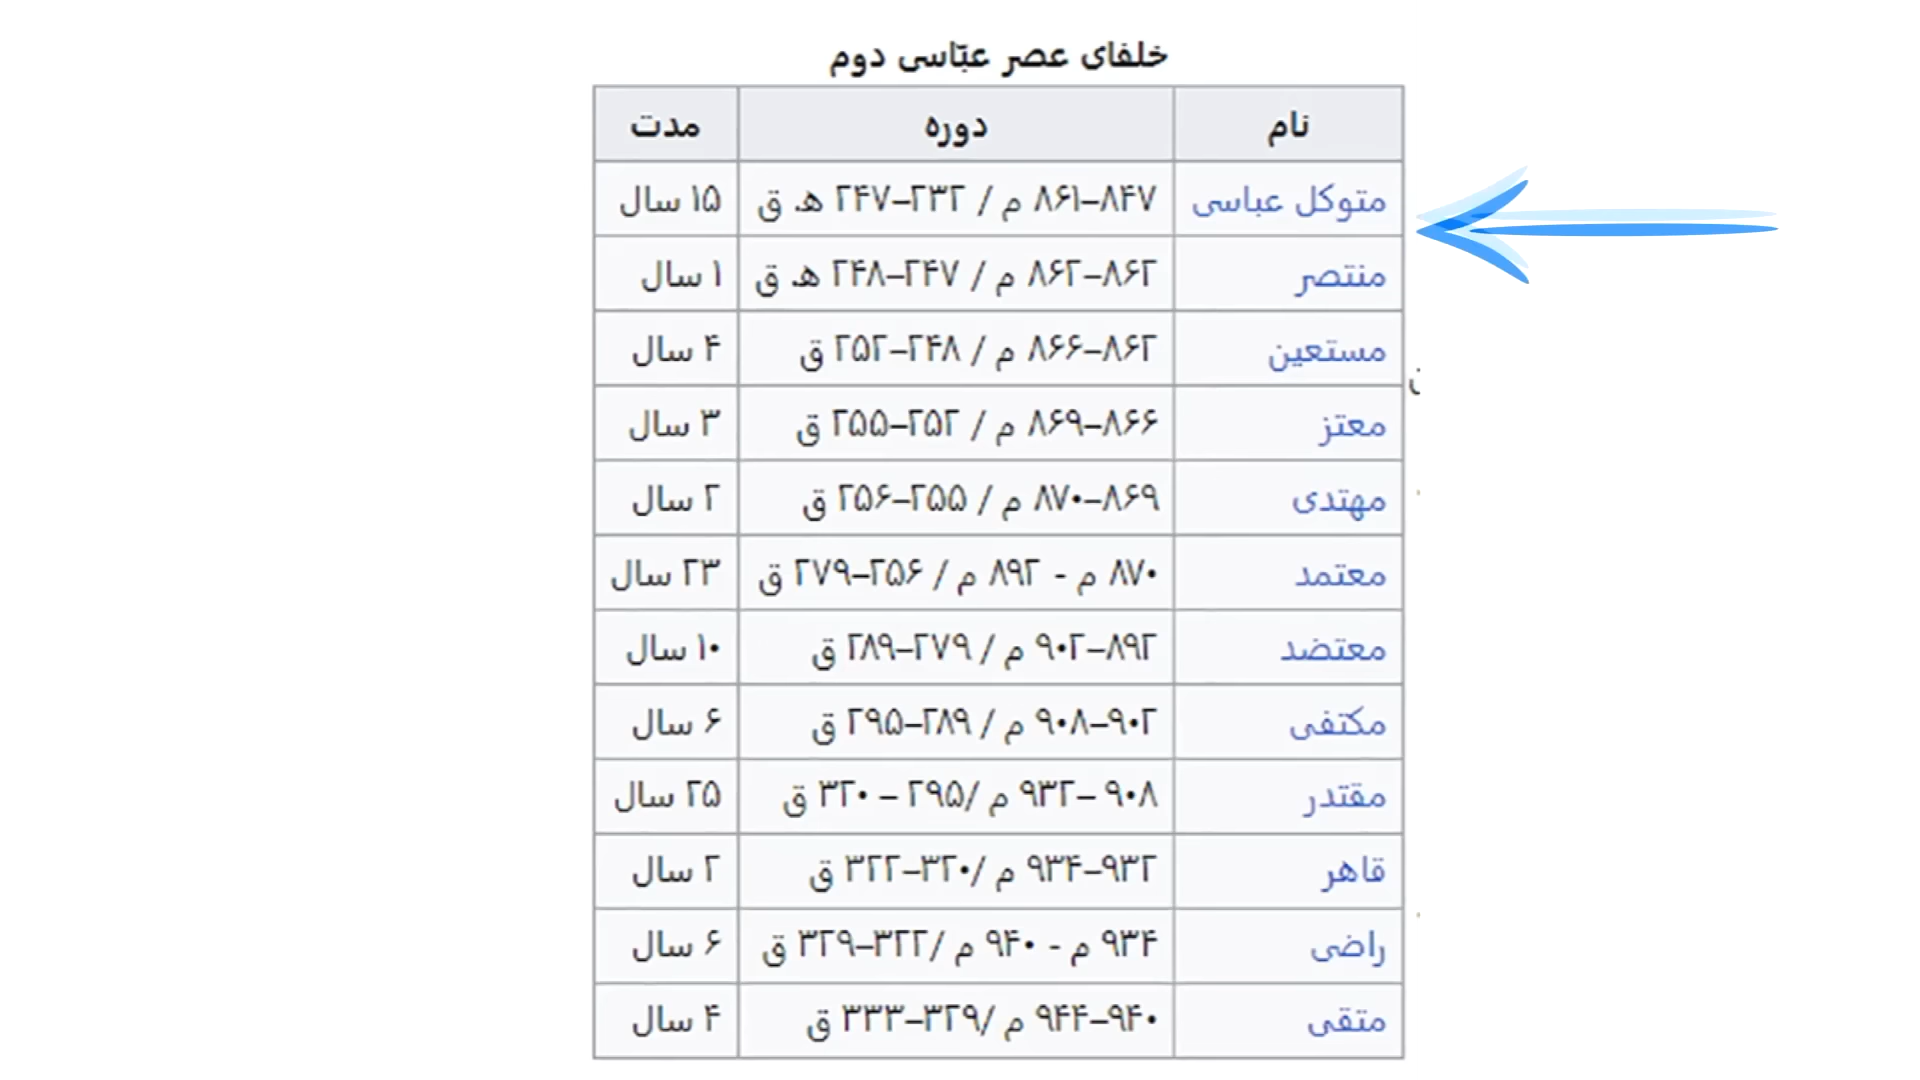 خلفای عصر عبّاسی دوم
نام دوره مدت
متوکل عباسی ۸۴۷–۸۶۱ م / ۲۳۲–۲۴۷ ه‍. ق ۱۵ سال
منتصر ۸۶۲–۸۶۲ م / ۲۴۷–۲۴۸ ه‍. ق ۱ سال
مستعین ۸۶۲–۸۶۶ م / ۲۴۸–۲۵۲ ق ۴ سال
معتز ۸۶۶–۸۶۹ م / ۲۵۲–۲۵۵ ق ۳ سال
مهتدی ۸۶۹–۸۷۰ م / ۲۵۵–۲۵۶ ق ۲ سال
معتمد ۸۷۰ م - ۸۹۲ م / ۲۵۶–۲۷۹ ق ۲۳ سال
معتضد ۸۹۲–۹۰۲ م / ۲۷۹–۲۸۹ ق ۱۰ سال
مکتفی ۹۰۲–۹۰۸ م / ۲۸۹–۲۹۵ ق ۶ سال
مقتدر ۹۰۸ –۹۳۲ م /۲۹۵ – ۳۲۰ ق ۲۵ سال
قاهر ۹۳۲–۹۳۴ م /۳۲۰–۳۲۲ ق ۲ سال
راضی ۹۳۴ م - ۹۴۰ م /۳۲۲–۳۲۹ ق ۶ سال
متقی ۹۴۰–۹۴۴ م /۳۲۹–۳۳۳ ق ۴ سال